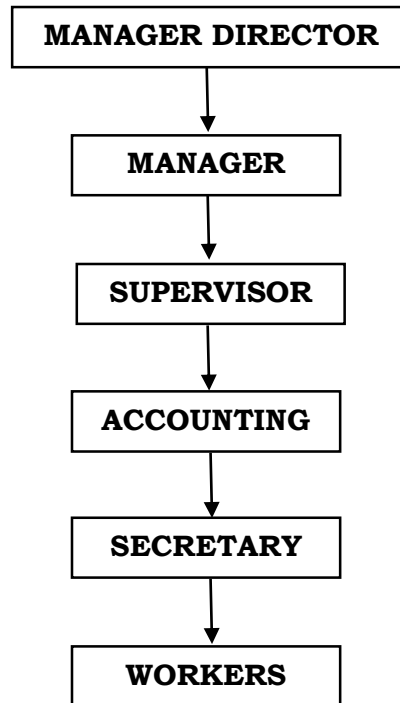 MANAGER DIRECTOR
MANAGER
SUPERVISOR
ACCOUNTING
SECRETARY
WORKERS